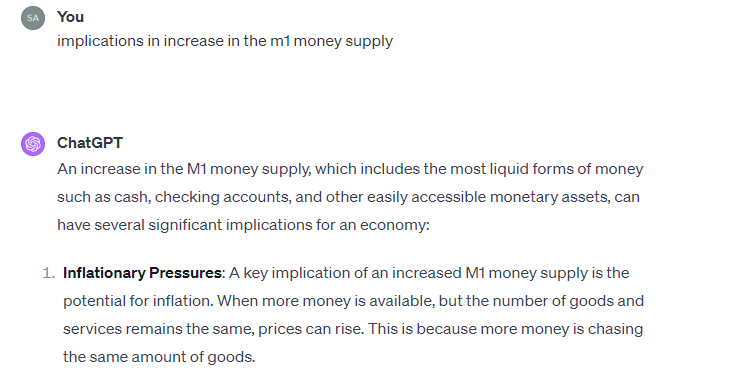 SA
You
implications in increase in the m1 money supply
ChatGPT
An increase in the M1 money supply, which includes the most liquid forms of money
such as cash, checking accounts, and other easily accessible monetary assets, can
have several significant implications for an economy:
1. Inflationary Pressures: A key implication of an increased M1 money supply is the
potential for inflation. When more money is available, but the number of goods and
services remains the same, prices can rise. This is because more money is chasing
the same amount of goods.